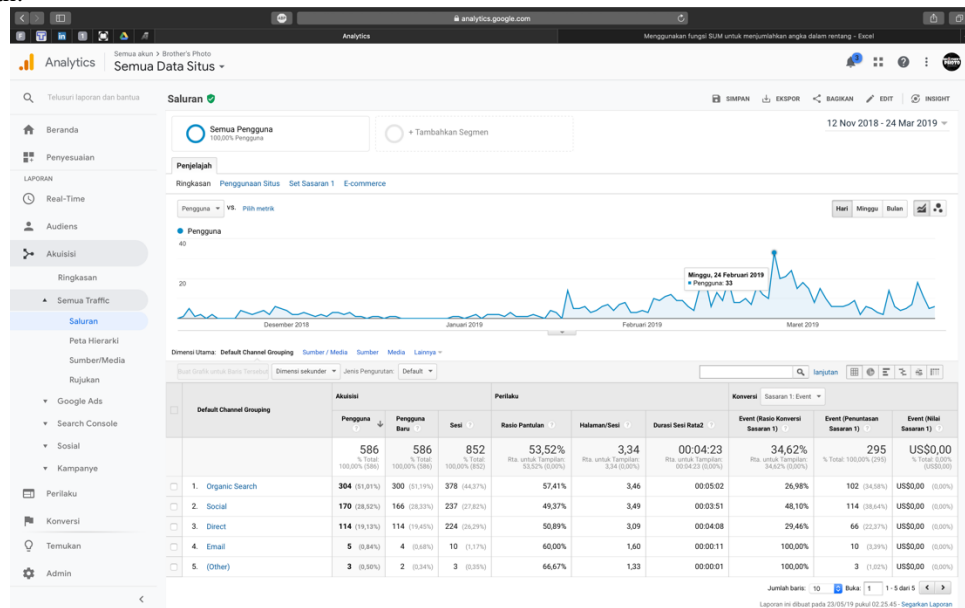 an.
analytics.google.com
Analytics
Menggunakan fungsi SUM untuk menjumlahkan angka dalam rentang - Excel
Analytics
Semua akun > Brother's Photo
Semua Data Situs
Telusuri laporan dan bantua
Saluran
SIMPAN
EKSPOR
BAGIKAN
EDIT
INSIGHT
Beranda
Penyesuaian
LAPORAN
Real-Time
Audiens
Akuisisi
Ringkasan
Semua Traffic
Saluran
Peta Hierarki
Sumber/Media
Rujukan
Google Ads
Search Console
Sosial
Kampanye
Perilaku
Konversi
Temukan
Admin
Semua Pengguna
100,00% Pengguna
+ Tambahkan Segmen
12 Nov 2018 - 24 Mar 2019
Penjelajah
Ringkasan Penggunaan Situs Set Sasaran 1 E-commerce
Pengguna VS. Pilih metrik
Hari Minggu Bulan
Pengguna
40
20
Minggu, 24 Februari 2019
Pengguna: 33
Desember 2018 Januari 2019 Februari 2019 Maret 2019
Dimensi Utama: Default Channel Grouping Sumber / Media Sumber Media Lainnya
Buat Grafik untuk Baris Tersebut Dimensi sekunder Jenis Pengurutan: Default lanjutan
Default Channel Grouping
Akuisisi Perilaku Konversi Sasaran 1: Event
Pengguna Pengguna Baru Sesi Rasio Pantulan Halaman/Sesi Durasi Sesi Rata2 Event (Rasio Konversi Sasaran 1) Event (Penuntasan Sasaran 1) Event (Nilai Sasaran 1)
586 586 852 53,52% 3,34 00:04:23 34,62% 295 US$0,00
% Total: 100,00% (586) % Total: 100,00% (586) % Total: 100,00% (852) Rta. untuk Tampilan: 53,52% (0,00%) Rta. untuk Tampilan: 3,34 (0,00%) Rta. untuk Tampilan: 00:04:23 (0,00%) Rta. untuk Tampilan: 34,62% (0,00%) % Total: 100,00% (295) % Total: 0,00% (US$0,00)
1. Organic Search 304 (51,01%) 300 (51,19%) 378 (44,37%) 57,41% 3,46 00:05:02 26,98% 102 (34,58%) US$0,00 (0,00%)
2. Social 170 (28,52%) 166 (28,33%) 237 (27,82%) 49,37% 3,49 00:03:51 48,10% 114 (38,64%) US$0,00 (0,00%)
3. Direct 114 (19,13%) 114 (19,45%) 224 (26,29%) 50,89% 3,09 00:04:08 29,46% 66 (22,37%) US$0,00 (0,00%)
4. Email 5 (0,84%) 4 (0,68%) 10 (1,17%) 60,00% 1,60 00:00:11 100,00% 10 (3,39%) US$0,00 (0,00%)
5. (Other) 3 (0,50%) 2 (0,34%) 3 (0,35%) 66,67% 1,33 00:00:01 100,00% 3 (1,02%) US$0,00 (0,00%)
Jumlah baris: 10 Buka: 1 1 - 5 dari 5
Laporan ini dibuat pada 23/05/19 pukul 02.25.45 - Segarkan Laporan